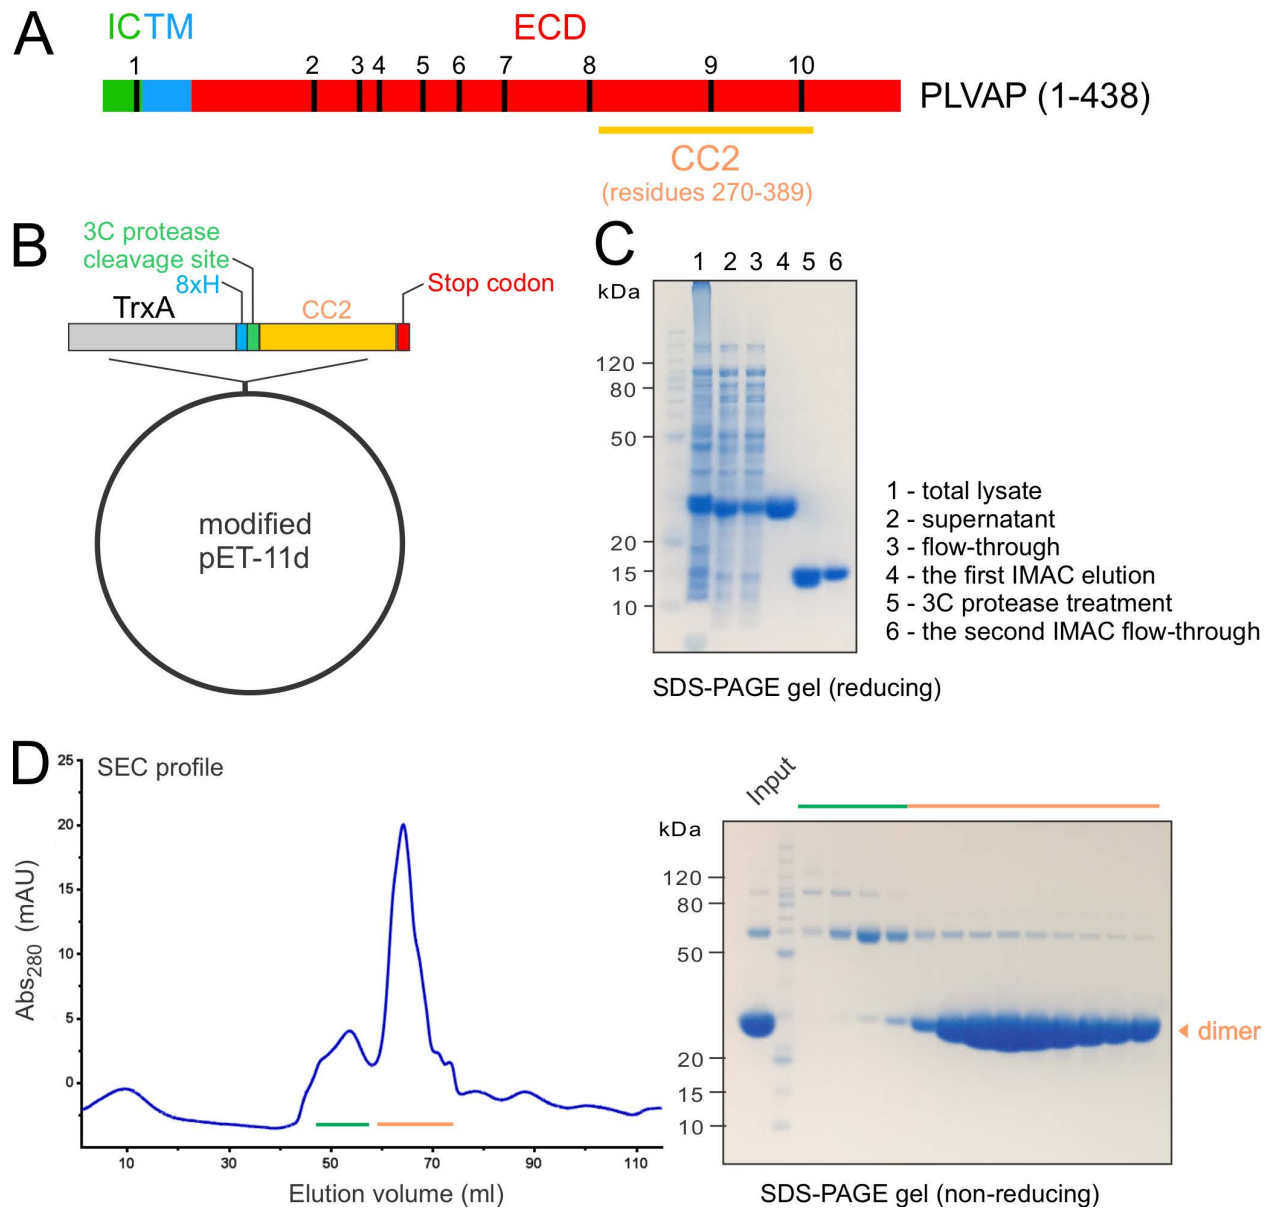 A
IC TM ECD
1 2 3 4 5 6 7 8 9 10
PLVAP (1-438)
CC2
(residues 270-389)
B
3C protease
cleavage site
8xH
Stop codon
TrxA
CC2
modified
pET-11d
C
1 2 3 4 5 6
kDa
120
80
50
20
15
10
1 - total lysate
2 - supernatant
3 - flow-through
4 - the first IMAC elution
5 - 3C protease treatment
6 - the second IMAC flow-through
SDS-PAGE gel (reducing)
D
SEC profile
25
20
15
10
5
0
Abs280 (mAU)
10 30 50 70 90 110
Elution volume (ml)
Input
kDa
120
80
50
20
15
10
dimer
SDS-PAGE gel (non-reducing)